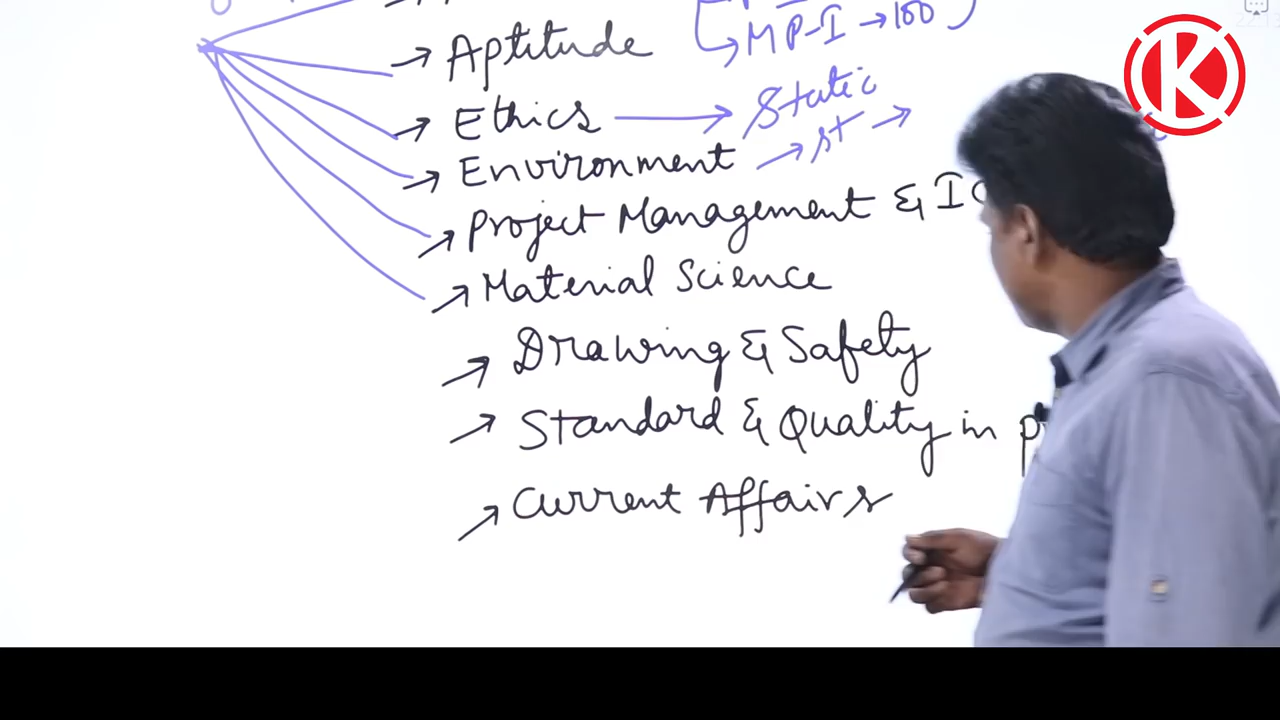 → Aptitude
→ MP-I → 100
→ Ethics → Static
→ Environment → st →
→ Project Management &
→ Material Science
→ Drawing & Safety
→ Standard & Quality in
→ Current Affairs
K